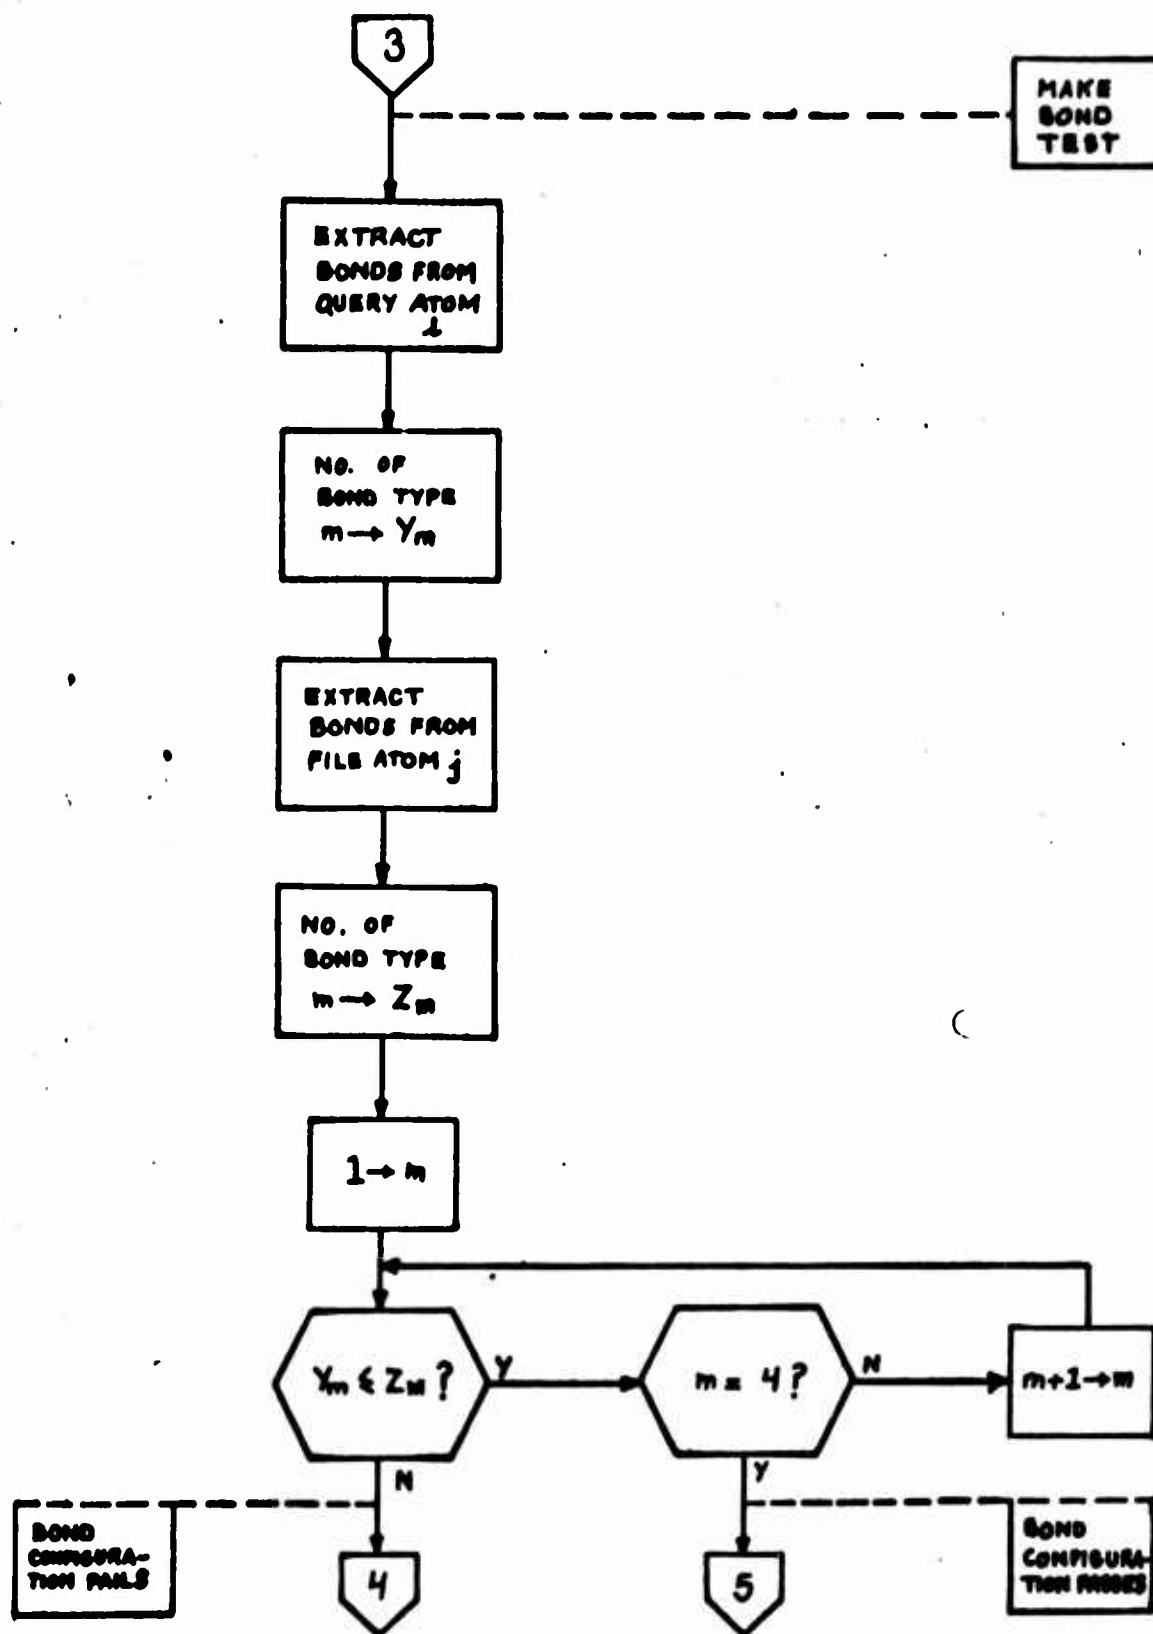 3
MAKE
BOND
TEST
EXTRACT
BONDS FROM
QUERY ATOM
i
NO. OF
BOND TYPE
m → Ym
EXTRACT
BONDS FROM
FILE ATOM j
NO. OF
BOND TYPE
m → Zm
1 → m
Ym ≤ Zm ?
Y
m = 4 ?
N
m+1→m
N
Y
BOND
CONFIGURA-
TION FAILS
4
5
BOND
CONFIGURA-
TION PASSES